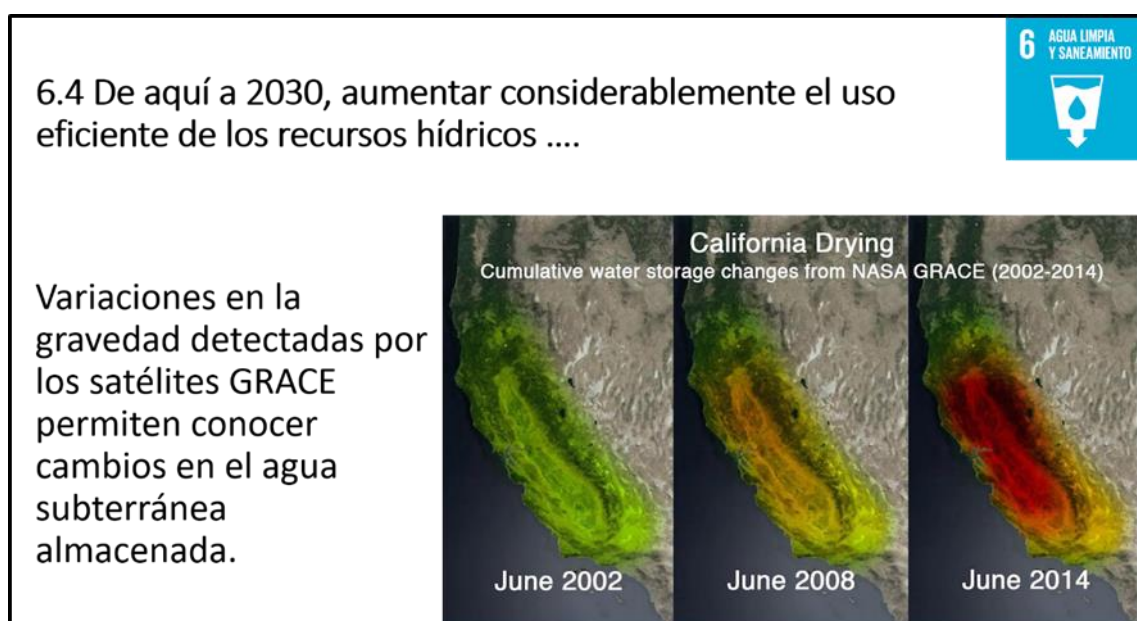 6 AGUA LIMPIA
Y SANEAMIENTO
6.4 De aquí a 2030, aumentar considerablemente el uso
eficiente de los recursos hídricos ....
Variaciones en la
gravedad detectadas por
los satélites GRACE
permiten conocer
cambios en el agua
subterránea
almacenada.
California Drying
Cumulative water storage changes from NASA GRACE (2002-2014)
June 2002
June 2008
June 2014